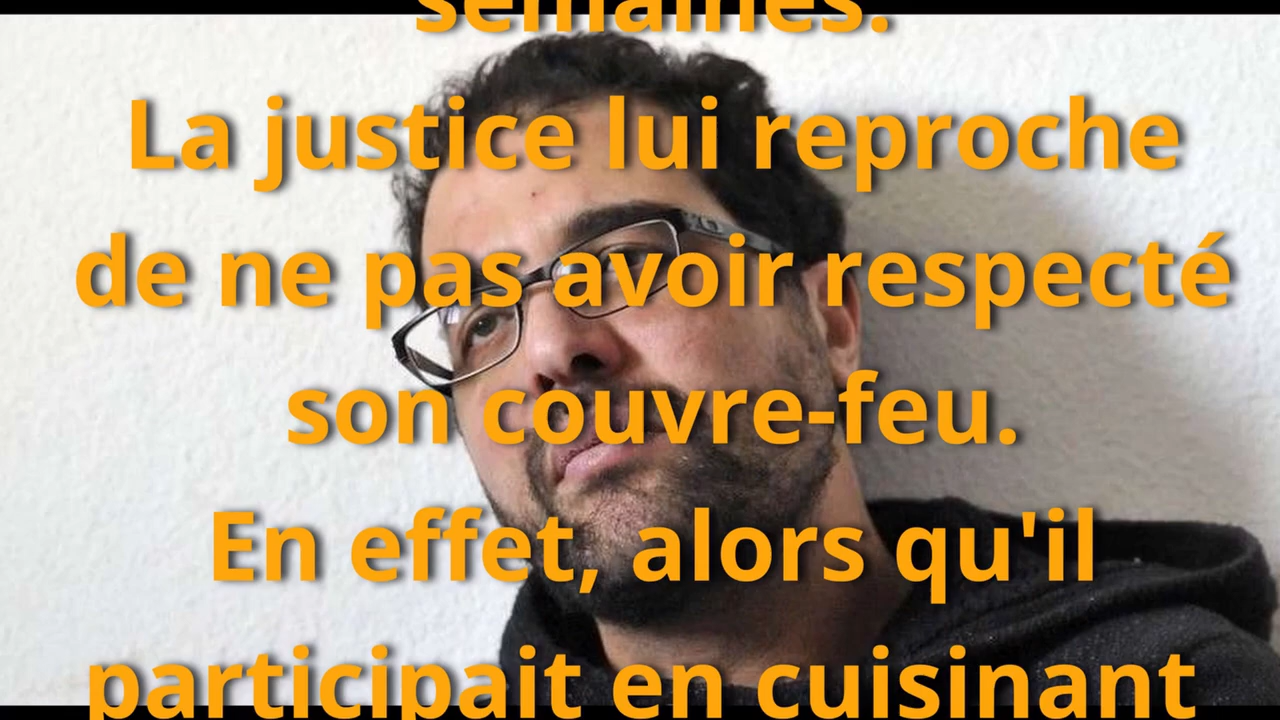 semaines.
La justice lui reproche
de ne pas avoir respecté
son couvre-feu.
En effet, alors qu'il
participait en cuisinant